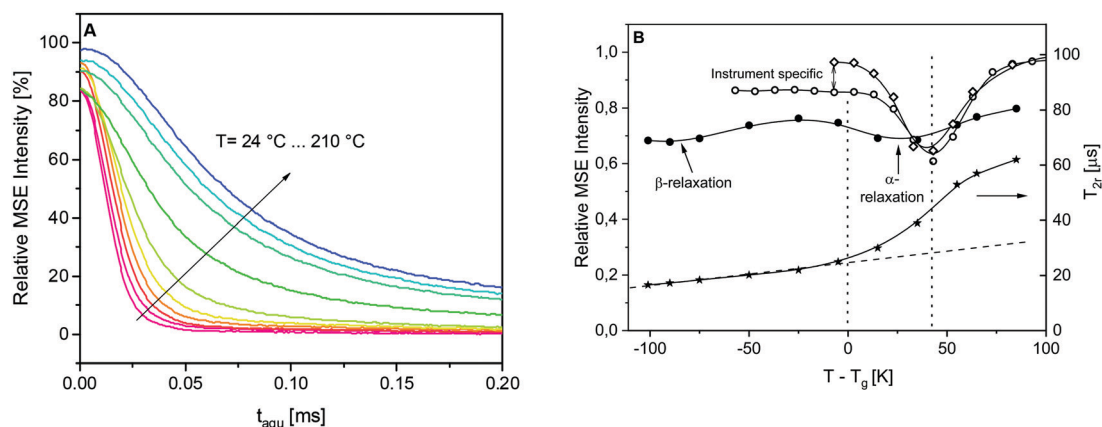 A
Relative MSE Intensity [%]
100
80
60
40
20
0
T= 24 °C ... 210 °C
0.00
0.05
0.10
0.15
0.20
t_aqu [ms]
B
Relative MSE Intensity
1,0
0,8
0,6
0,4
0,2
0,0
Instrument specific
β-relaxation
α-
relaxation
100
80
60
40
20
0
T2r [µs]
-100
-50
0
50
100
T - Tg [K]